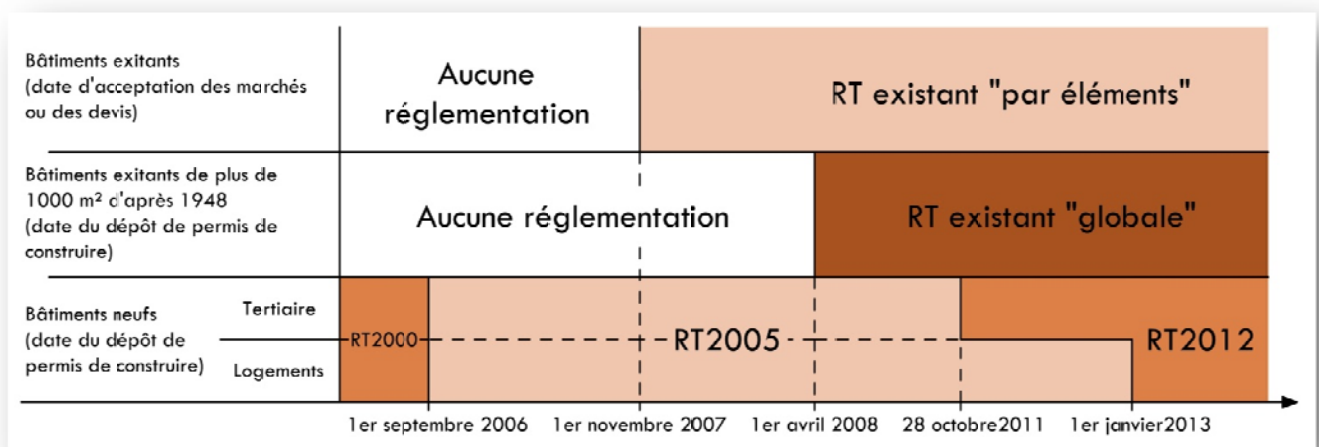 Bâtiments exitants
(date d'acceptation des marchés
ou des devis)
Aucune
réglementation
RT existant "par éléments"
Bâtiments exitants de plus de
1000 m² d'après 1948
(date du dépôt de permis de
construire)
Aucune réglementation
RT existant "globale"
Bâtiments neufs
(date du dépôt de
permis de construire)
Tertiaire
Logements
RT2000
RT2005
RT2012
1er septembre 2006
1er novembre 2007
1er avril 2008
28 octobre2011
1er janvier2013